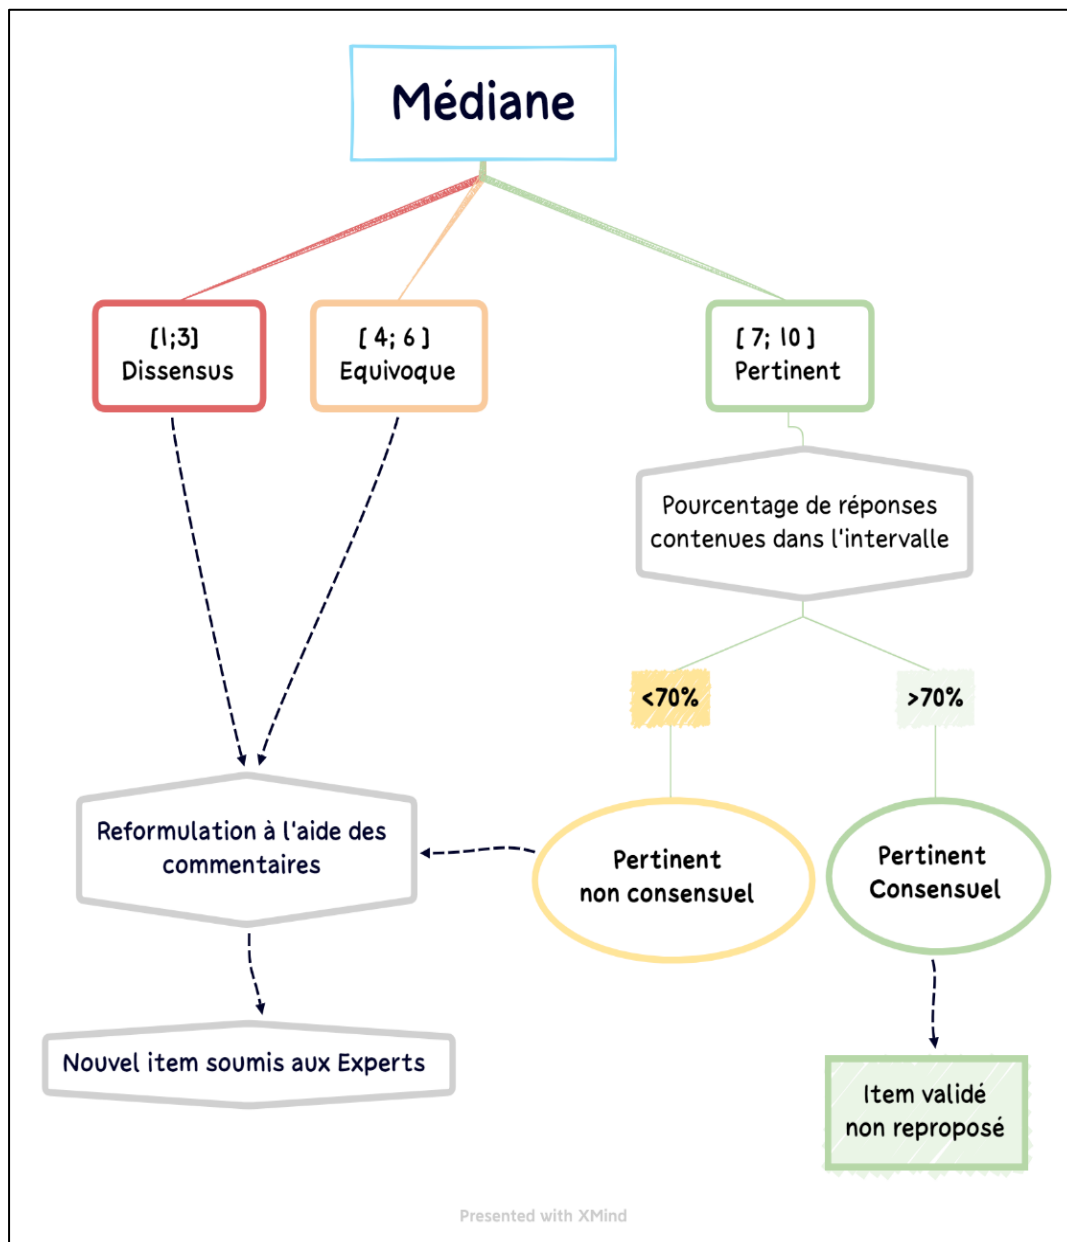 Médiane
[1;3]
Dissensus
[ 4; 6 ]
Equivoque
[ 7; 10 ]
Pertinent
Pourcentage de réponses
contenues dans l'intervalle
<70%
>70%
Reformulation à l'aide des
commentaires
Pertinent
non consensuel
Pertinent
Consensuel
Nouvel item soumis aux Experts
Item validé
non reproposé
Presented with XMind